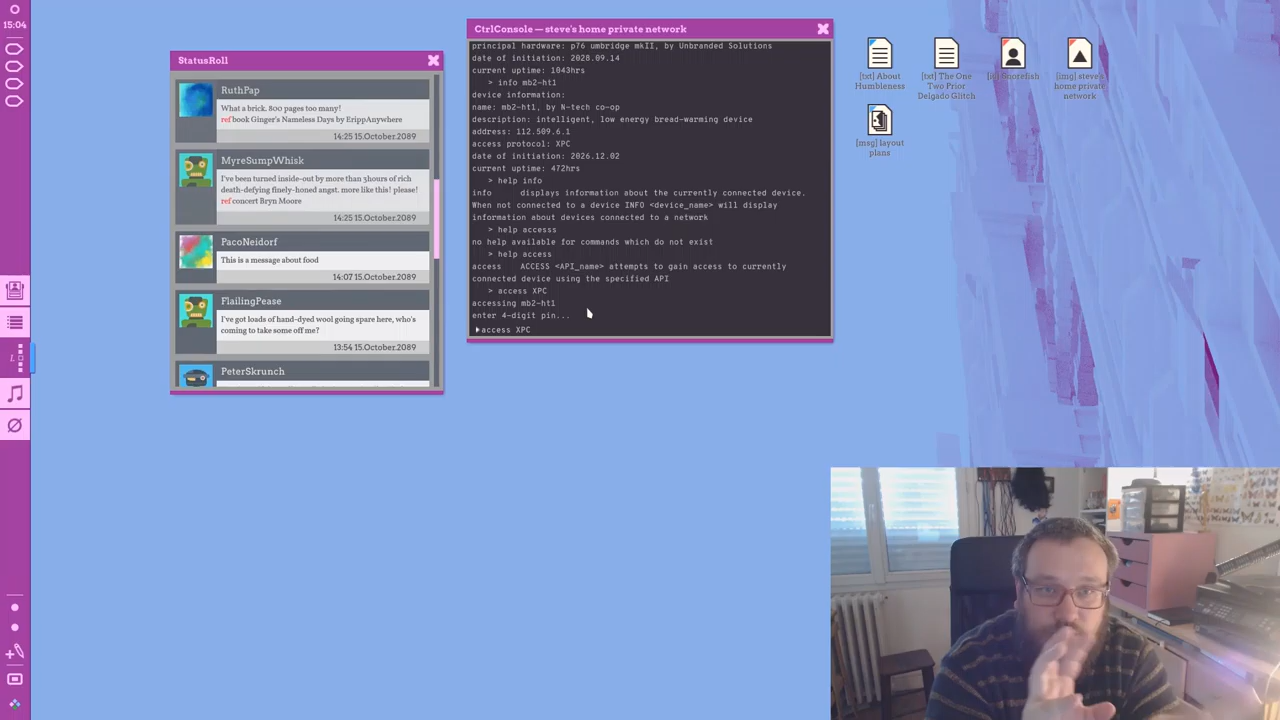 15:04
StatusRoll
RuthPap
What a brick. 800 pages too many!
ref book Ginger's Nameless Days by ErippAnywhere
14:25 15.October.2089
MyreSumpWhisk
I've been turned inside-out by more than 3hours of rich
death-defying finely-honed angst. more like this! please!
ref concert Bryn Moore
14:25 15.October.2089
PacoNeidorf
This is a message about food
14:07 15.October.2089
FlailingPease
I've got loads of hand-dyed wool going spare here, who's
coming to take some off me?
13:54 15.October.2089
PeterSkrunch
CtrlConsole — steve's home private network
principal hardware: p76 umbridge mkII, by Unbranded Solutions
date of initiation: 2028.09.14
current uptime: 1043hrs
> info mb2-ht1
device information:
name: mb2-ht1, by N-tech co-op
description: intelligent, low energy bread-warming device
address: 112.509.6.1
access protocol: XPC
date of initiation: 2026.12.02
current uptime: 472hrs
> help info
info displays information about the currently connected device.
When not connected to a device INFO <device_name> will display
information about devices connected to a network
> help accesss
no help available for commands which do not exist
> help access
access ACCESS <API_name> attempts to gain access to currently
connected device using the specified API
> access XPC
accessing mb2-ht1
enter 4-digit pin...
access XPC
[txt] About
Humbleness
[txt] The One
Two Prior
Delgado Glitch
Snorefish
[img] steve's
home private
network
[msg] layout
plans